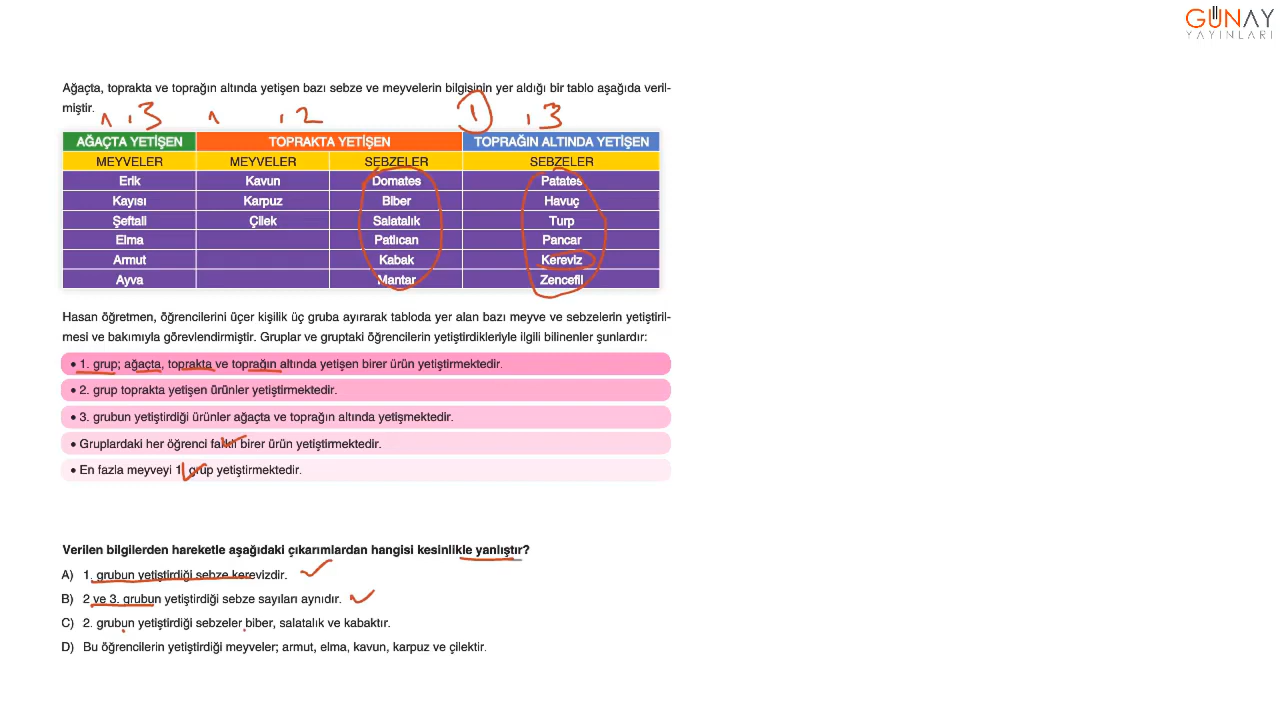 GÜNAY
YAYINLARI
Ağaçta, toprakta ve toprağın altında yetişen bazı sebze ve meyvelerin bilgisinin yer aldığı bir tablo aşağıda veril-
miştir.
1, 3 1, 2 1 , 3
AĞAÇTA YETİŞEN TOPRAKTA YETİŞEN TOPRAĞIN ALTINDA YETİŞEN
MEYVELER MEYVELER SEBZELER SEBZELER
Erik Kavun Domates Patates
Kayısı Karpuz Biber Havuç
Şeftali Çilek Salatalık Turp
Elma Patlıcan Pancar
Armut Kabak Kereviz
Ayva Mantar Zencefil
Hasan öğretmen, öğrencilerini üçer kişilik üç gruba ayırarak tabloda yer alan bazı meyve ve sebzelerin yetiştiril-
mesi ve bakımıyla görevlendirmiştir. Gruplar ve gruptaki öğrencilerin yetiştirdikleriyle ilgili bilinenler şunlardır:
• 1. grup; ağaçta, toprakta ve toprağın altında yetişen birer ürün yetiştirmektedir.
• 2. grup toprakta yetişen ürünler yetiştirmektedir.
• 3. grubun yetiştirdiği ürünler ağaçta ve toprağın altında yetişmektedir.
• Gruplardaki her öğrenci farklı birer ürün yetiştirmektedir.
• En fazla meyveyi 1. grup yetiştirmektedir.
Verilen bilgilerden hareketle aşağıdaki çıkarımlardan hangisi kesinlikle yanlıştır?
A) 1. grubun yetiştirdiği sebze kerevizdir.
B) 2 ve 3. grubun yetiştirdiği sebze sayıları aynıdır.
C) 2. grubun yetiştirdiği sebzeler biber, salatalık ve kabaktır.
D) Bu öğrencilerin yetiştirdiği meyveler; armut, elma, kavun, karpuz ve çilektir.